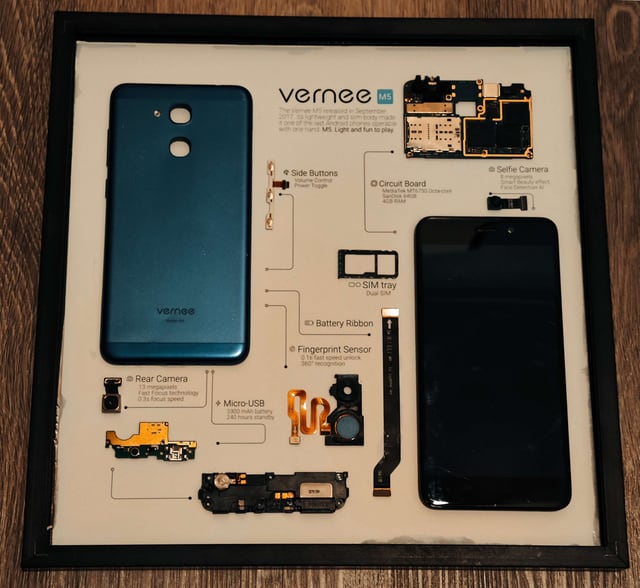 vernee M5
The Vernee M5 released in September
2017, its lightweight and slim body made
it one of the last Android phones operable
with one hand. M5. Light and fun to play.
Side Buttons
Volume Control
Power Toggle
Circuit Board
MediaTek MT6750 Octa-core
SanDisk 64GB
4GB RAM
Selfie Camera
8 megapixels
Smart Beauty effect
Face Detection AI
SIM tray
Dual SIM
vernee
Battery Ribbon
Fingerprint Sensor
0.1s fast speed unlock
360° recognition
Rear Camera
13 megapixels
Fast Focus technology
0.3s focus speed
Micro-USB
3300 mAh battery
240 hours standby